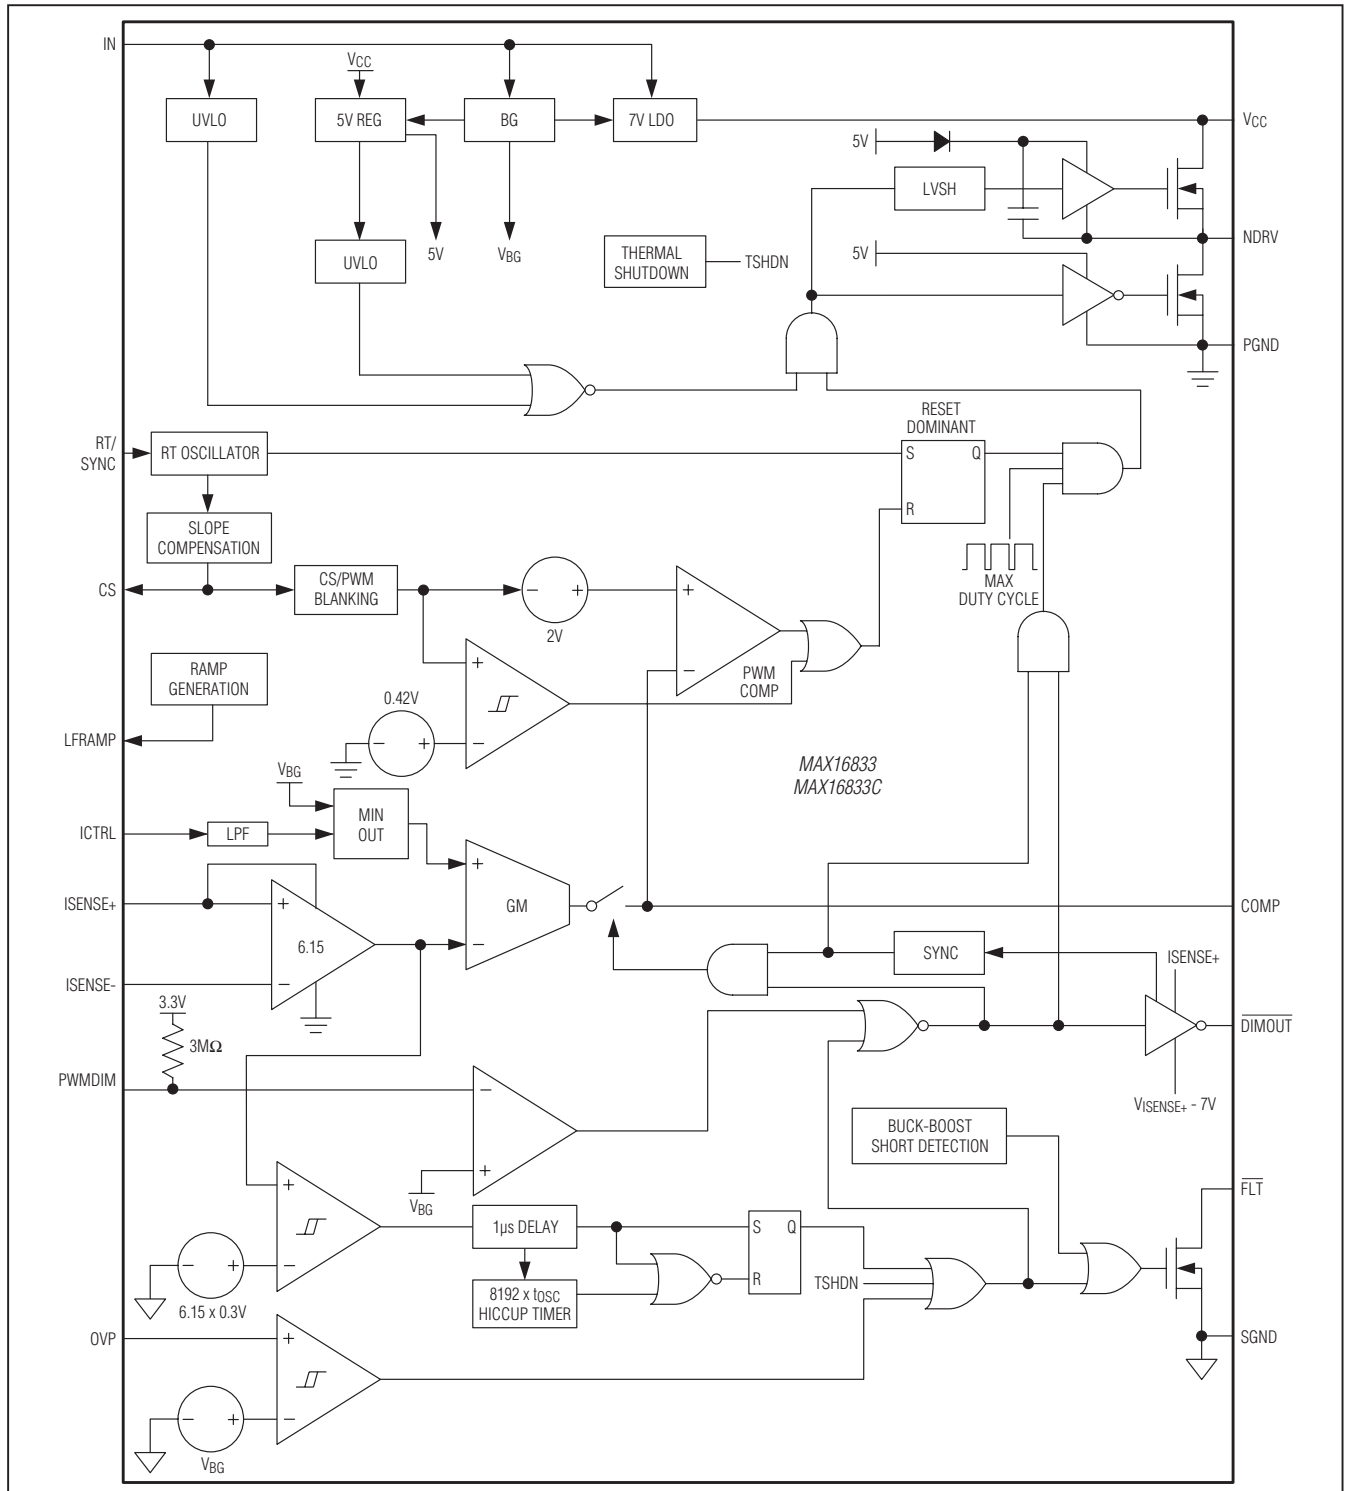 IN
VCC
UVLO
5V REG
BG
7V LDO
VCC
5V
LVSH
UVLO
5V
VBG
THERMAL
SHUTDOWN
TSHDN
NDRV
5V
PGND
RT/
SYNC
RT OSCILLATOR
RESET
DOMINANT
S
Q
R
SLOPE
COMPENSATION
CS
CS/PWM
BLANKING
-
+
2V
+
-
PWM
COMP
MAX
DUTY CYCLE
RAMP
GENERATION
LFRAMP
0.42V
-
+
+
-
MAX16833
MAX16833C
VBG
MIN
OUT
ICTRL
LPF
+
-
GM
ISENSE+
+
6.15
-
ISENSE-
COMP
SYNC
ISENSE+
DIMOUT
VISENSE+ - 7V
3.3V
3MΩ
PWMDIM
-
+
VBG
BUCK-BOOST
SHORT DETECTION
FLT
+
-
-
+
6.15 x 0.3V
1µs DELAY
8192 x tOSC
HICCUP TIMER
S
Q
R
TSHDN
SGND
OVP
+
-
-
+
VBG